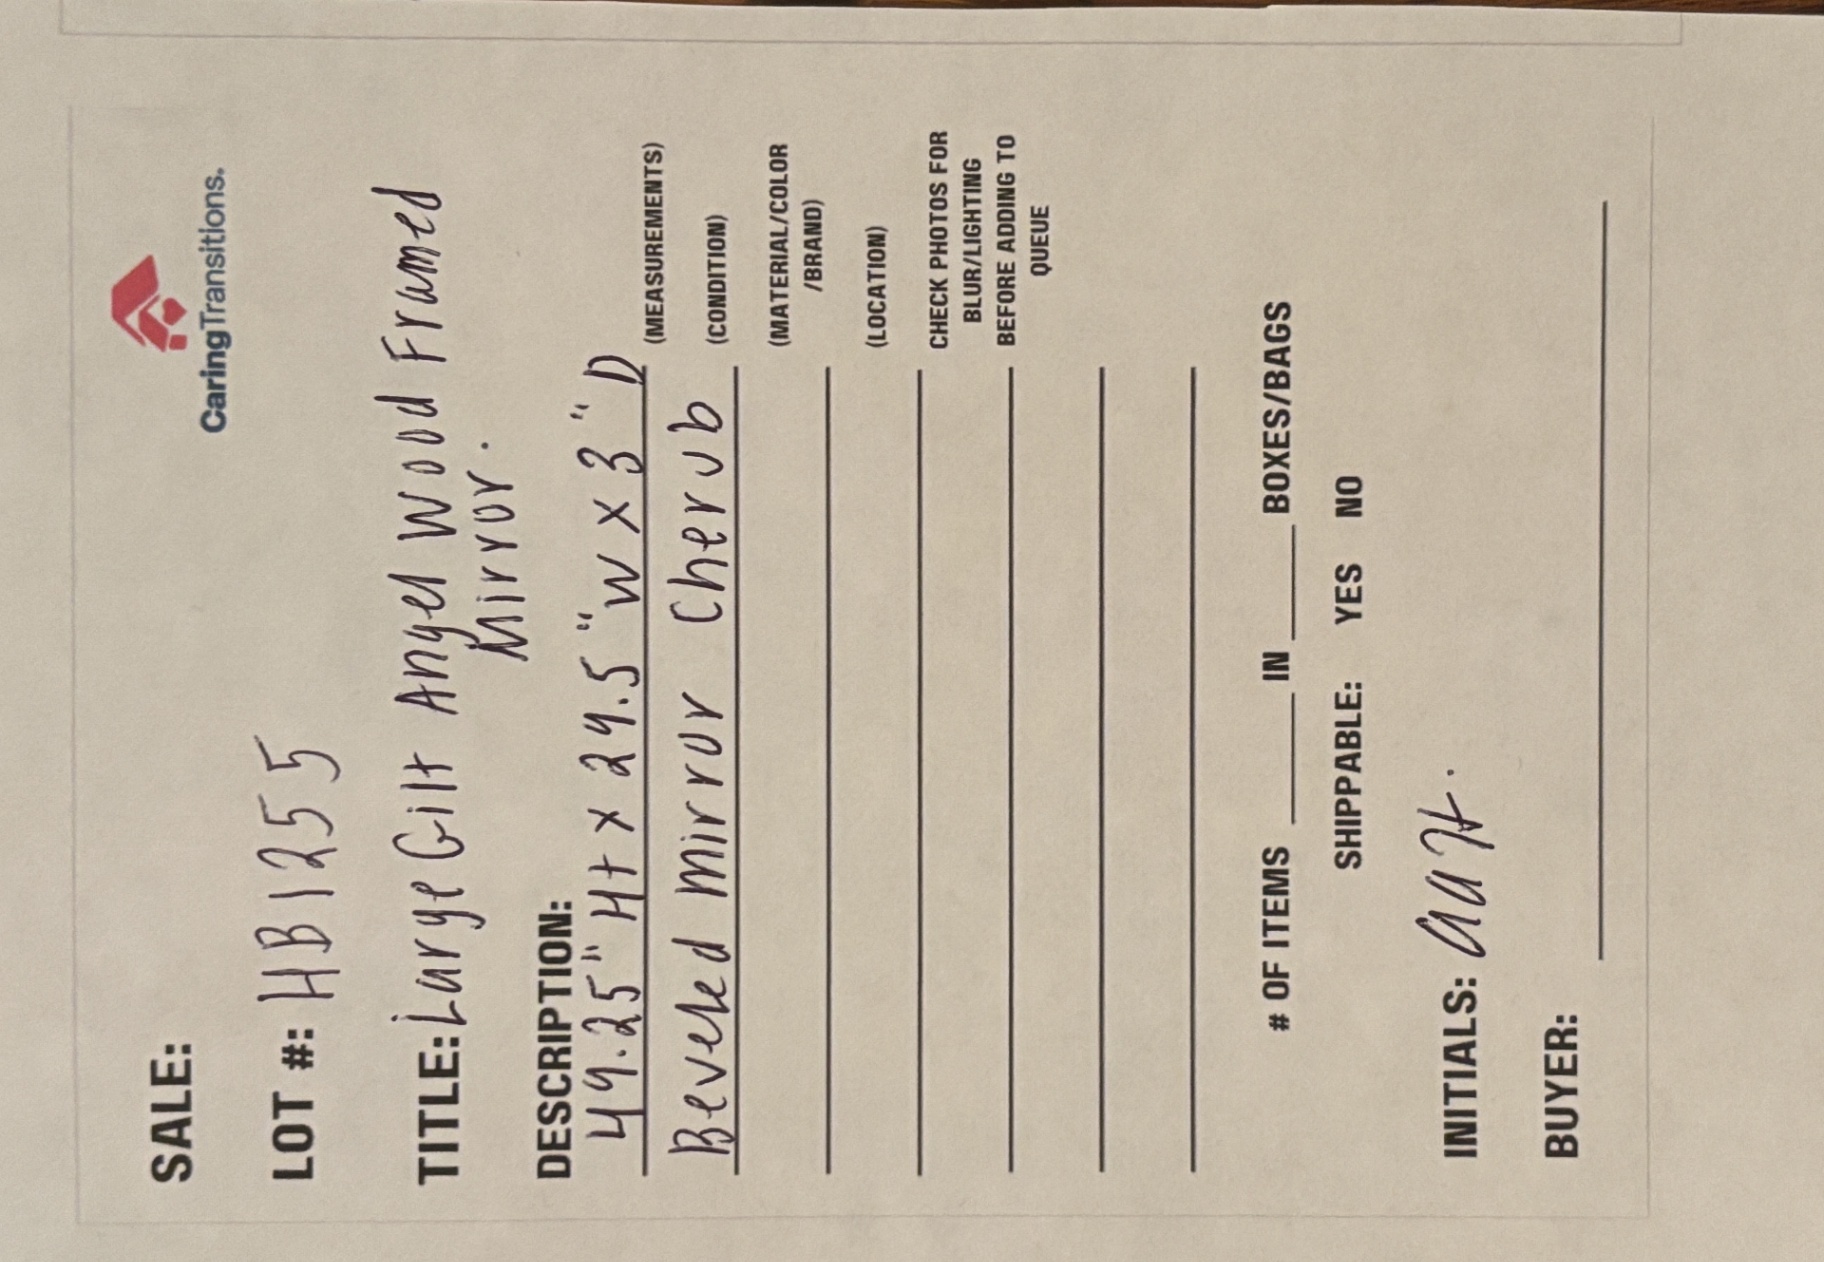 CaringTransitions.
SALE:
LOT #: HB1255
TITLE: Large Gilt Angel Wood Framed
Mirror.
DESCRIPTION:
49.25" Ht x 29.5" W x 3" D
(MEASUREMENTS)
Beveled mirror Cherub
(CONDITION)
(MATERIAL/COLOR
/BRAND)
(LOCATION)
CHECK PHOTOS FOR
BLUR/LIGHTING
BEFORE ADDING TO
QUEUE
# OF ITEMS ____ IN ____ BOXES/BAGS
SHIPPABLE: YES NO
INITIALS:
BUYER: